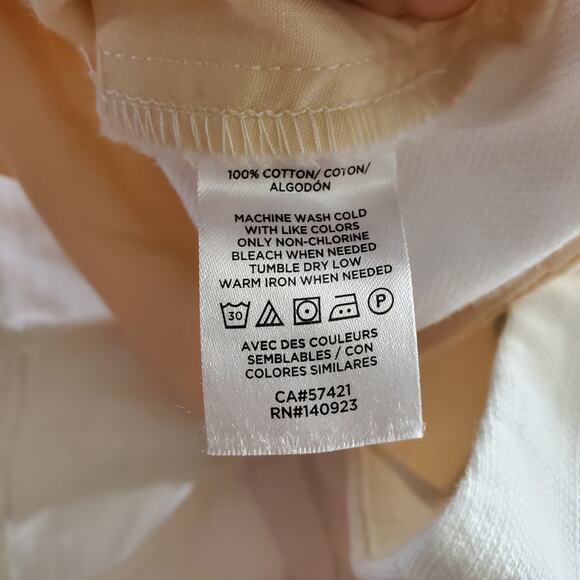 100% COTTON/ COTON/
ALGODÓN
MACHINE WASH COLD
WITH LIKE COLORS
ONLY NON-CHLORINE
BLEACH WHEN NEEDED
TUMBLE DRY LOW
WARM IRON WHEN NEEDED
30 P
AVEC DES COULEURS
SEMBLABLES / CON
COLORES SIMILARES
CA#57421
RN#140923